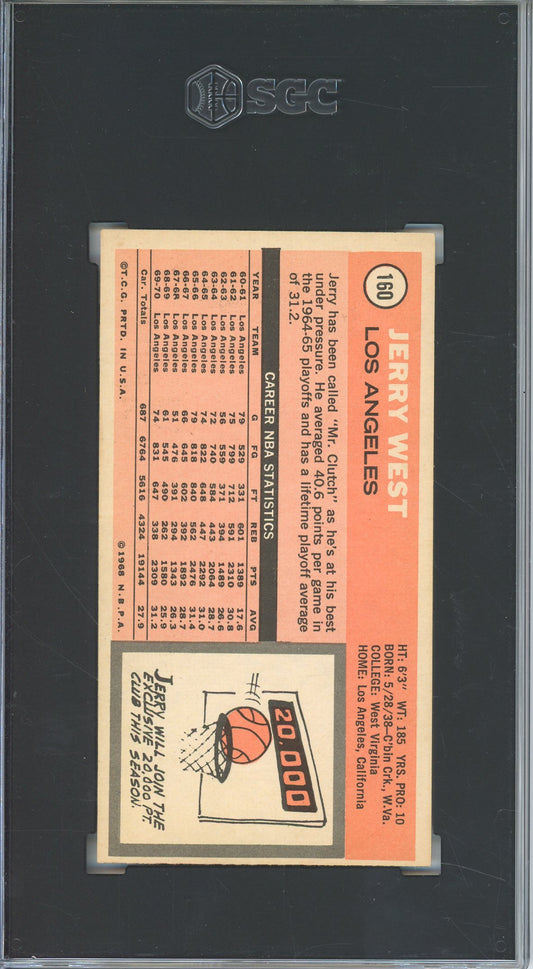 SGC
160
JERRY WEST
LOS ANGELES
HT: 6'3" WT: 185 YRS. PRO: 10
BORN: 5/28/38—C'bin Crk., W.Va.
COLLEGE: West Virginia
HOME: Los Angeles, California
Jerry has been called "Mr. Clutch" as he's at his best
under pressure. He averaged 40.6 points per game in
the 1964-65 playoffs and has a lifetime playoff average
of 31.2.
CAREER NBA STATISTICS
YEAR TEAM G FG FT REB PTS AVG
60-61 Los Angeles 79 529 331 601 1389 17.6
61-62 Los Angeles 75 799 712 591 2310 30.8
62-63 Los Angeles 56 559 371 394 1489 26.6
63-64 Los Angeles 72 740 584 443 2064 28.7
64-65 Los Angeles 74 822 648 447 2292 31.0
65-66 Los Angeles 79 818 840 562 2476 31.4
66-67 Los Angeles 66 645 602 392 1892 28.7
67-68 Los Angeles 51 476 391 294 1343 26.3
68-69 Los Angeles 61 545 490 262 1580 25.9
69-70 Los Angeles 74 831 647 338 2309 31.2
Car. Totals 687 6764 5616 4324 19144 27.9
©T.C.G. PRTD. IN U.S.A. ©1968 N.B.P.A.
20,000
JERRY WILL JOIN THE
EXCLUSIVE 20,000 PT.
CLUB THIS SEASON.